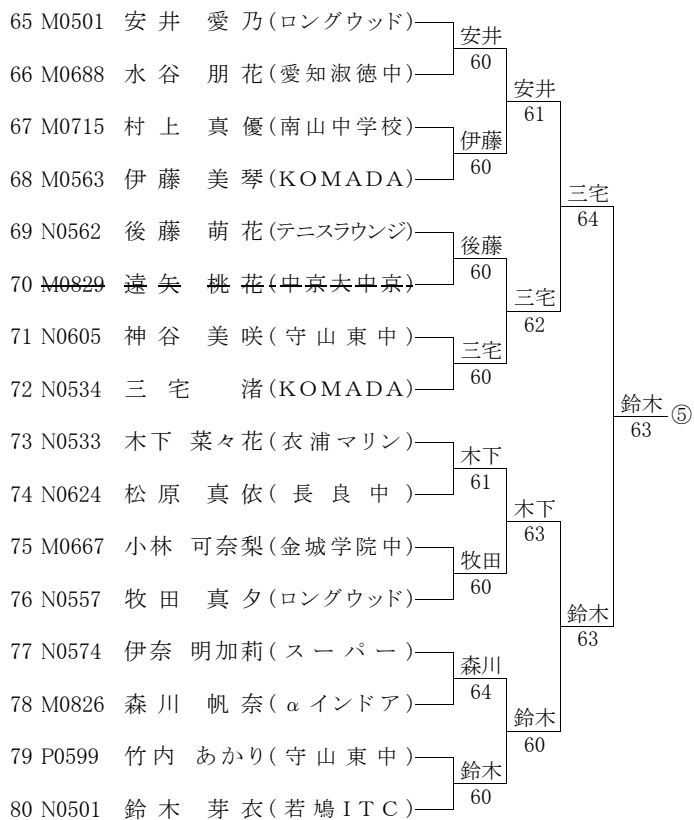 65 M0501 安井 愛乃(ロングウッド)
安井
66 M0688 水谷 朋花(愛知淑徳中)
60
安井
67 M0715 村上 真優(南山中学校)
61
伊藤
68 M0563 伊藤 美琴(KOMADA)
60
三宅
69 N0562 後藤 萌花(テニスラウンジ)
64
後藤
70 M0829 遠矢 桃花(中京大中京)
60
三宅
71 N0605 神谷 美咲(守山東中)
62
三宅
72 N0534 三宅 渚(KOMADA)
60
鈴木 ⑤
63
73 N0533 木下 菜々花(衣浦マリン)
木下
74 N0624 松原 真依(長良中)
61
木下
75 M0667 小林 可奈梨(金城学院中)
63
牧田
76 N0557 牧田 真夕(ロングウッド)
60
鈴木
77 N0574 伊奈 明加莉(スーパー)
63
森川
78 M0826 森川 帆奈(αインドア)
64
鈴木
79 P0599 竹内 あかり(守山東中)
60
鈴木
80 N0501 鈴木 芽衣(若鳩ITC)
60